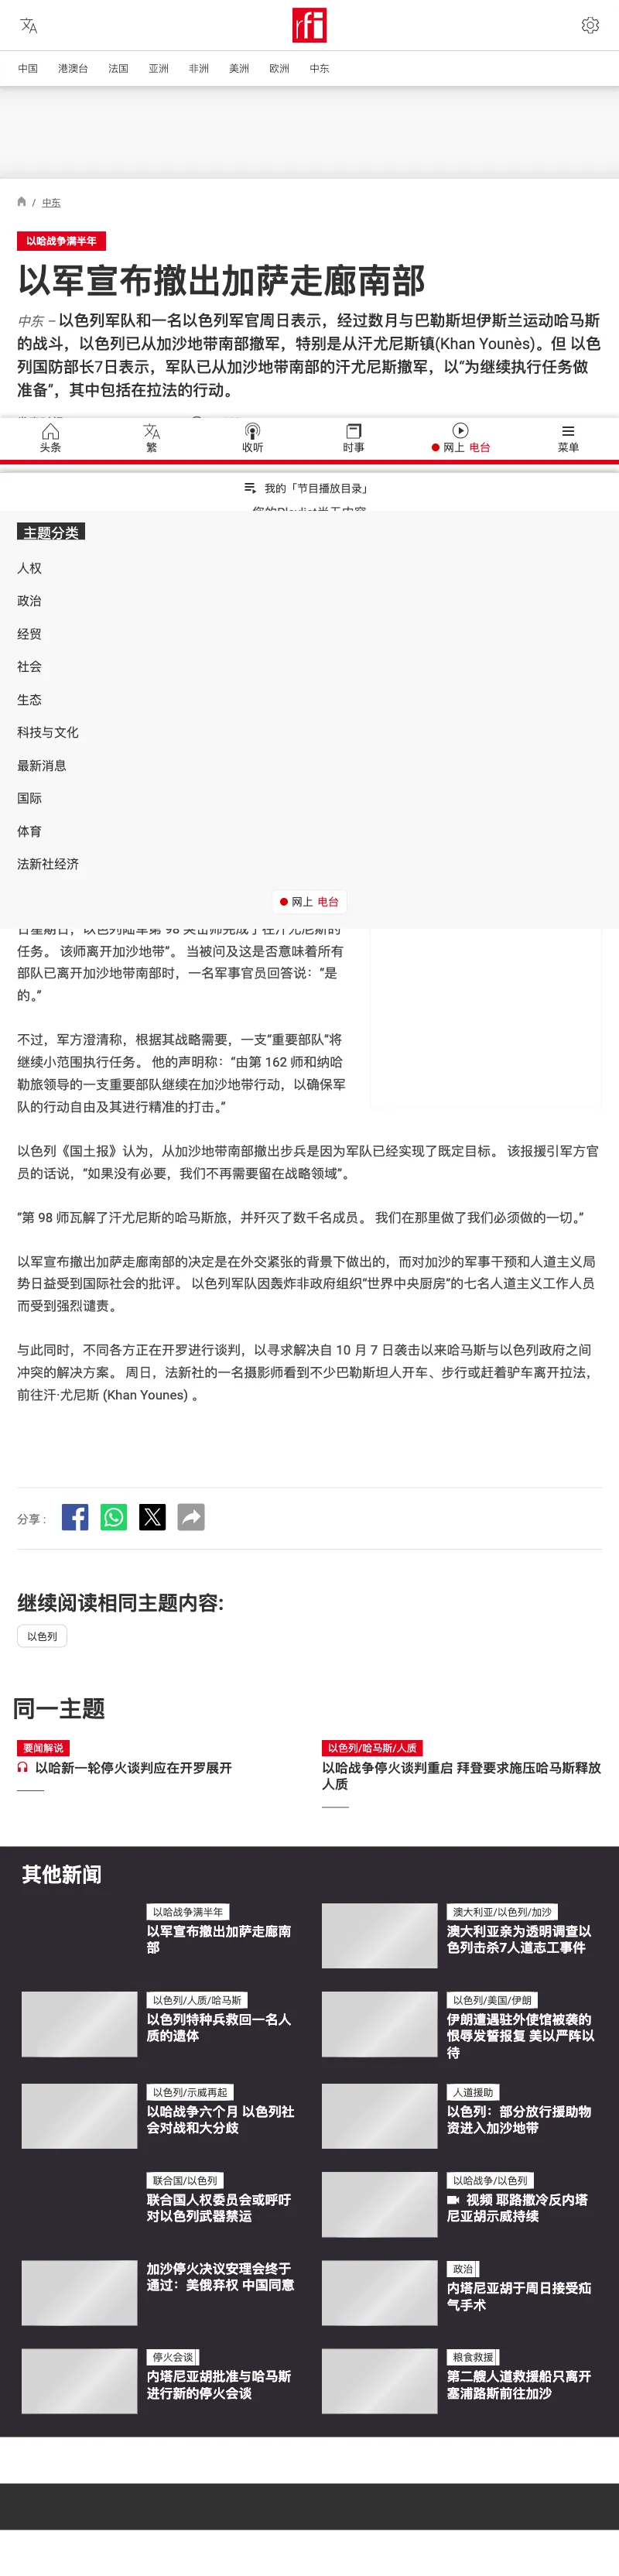 rfi
中国 港澳台 法国 亚洲 非洲 美洲 欧洲 中东
/ 中东
以哈战争满半年
以军宣布撤出加萨走廊南部
中东 – 以色列军队和一名以色列军官周日表示，经过数月与巴勒斯坦伊斯兰运动哈马斯
的战斗，以色列已从加沙地带南部撤军，特别是从汗尤尼斯镇(Khan Younès)。但 以色
列国防部长7日表示，军队已从加沙地带南部的汗尤尼斯撤军，以“为继续执行任务做
准备”，其中包括在拉法的行动。
头条 繁 收听 时事 网上 电台 菜单
我的「节目播放目录」
主题分类
人权
政治
经贸
社会
生态
科技与文化
最新消息
国际
体育
法新社经济
网上 电台
日星期日，以色列陆军第 98 突击师完成了在汗尤尼斯的
任务。 该师离开加沙地带”。 当被问及这是否意味着所有
部队已离开加沙地带南部时，一名军事官员回答说：“是
的。”
不过，军方澄清称，根据其战略需要，一支“重要部队”将
继续小范围执行任务。 他的声明称：“由第 162 师和纳哈
勒旅领导的一支重要部队继续在加沙地带行动，以确保军
队的行动自由及其进行精准的打击。”
以色列《国土报》认为，从加沙地带南部撤出步兵是因为军队已经实现了既定目标。 该报援引军方官
员的话说，“如果没有必要，我们不再需要留在战略领域”。
“第 98 师瓦解了汗尤尼斯的哈马斯旅，并歼灭了数千名成员。 我们在那里做了我们必须做的一切。”
以军宣布撤出加萨走廊南部的决定是在外交紧张的背景下做出的，而对加沙的军事干预和人道主义局
势日益受到国际社会的批评。 以色列军队因轰炸非政府组织“世界中央厨房”的七名人道主义工作人员
而受到强烈谴责。
与此同时，不同各方正在开罗进行谈判，以寻求解决自 10 月 7 日袭击以来哈马斯与以色列政府之间
冲突的解决方案。 周日，法新社的一名摄影师看到不少巴勒斯坦人开车、步行或赶着驴车离开拉法，
前往汗·尤尼斯 (Khan Younes) 。
分享 :
继续阅读相同主题内容:
以色列
同一主题
要闻解说
以哈新一轮停火谈判应在开罗展开
以色列/哈马斯/人质
以哈战争停火谈判重启 拜登要求施压哈马斯释放
人质
其他新闻
以哈战争满半年
以军宣布撤出加萨走廊南
部
澳大利亚/以色列/加沙
澳大利亚亲为透明调查以
色列击杀7人道志工事件
以色列/人质/哈马斯
以色列特种兵救回一名人
质的遗体
以色列/美国/伊朗
伊朗遭遇驻外使馆被袭的
恨辱发誓报复 美以严阵以
待
以色列/示威再起
以哈战争六个月 以色列社
会对战和大分歧
人道援助
以色列：部分放行援助物
资进入加沙地带
联合国/以色列
联合国人权委员会或呼吁
对以色列武器禁运
以哈战争/以色列
视频 耶路撒冷反内塔
尼亚胡示威持续
加沙停火决议安理会终于
通过：美俄弃权 中国同意
政治
内塔尼亚胡于周日接受疝
气手术
停火会谈
内塔尼亚胡批准与哈马斯
进行新的停火会谈
粮食救援
第二艘人道救援船只离开
塞浦路斯前往加沙